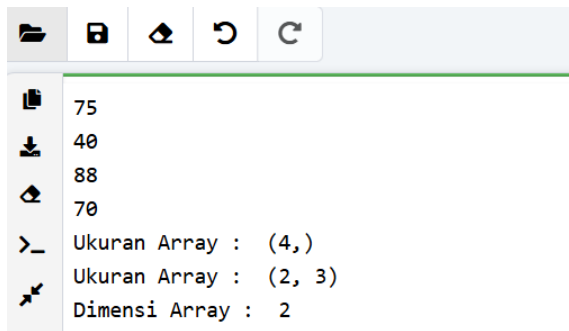 75
40
88
70
Ukuran Array :  (4,)
Ukuran Array :  (2, 3)
Dimensi Array :  2